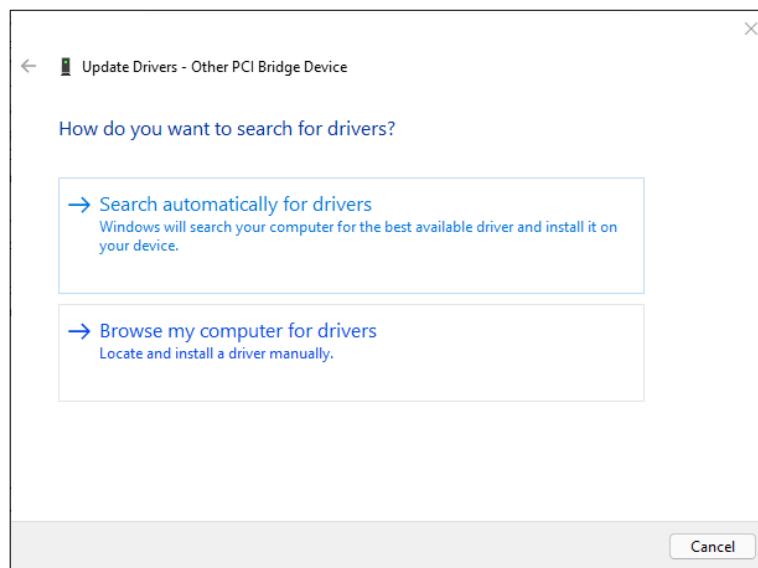 Update Drivers - Other PCI Bridge Device
How do you want to search for drivers?
Search automatically for drivers
Windows will search your computer for the best available driver and install it on
your device.
Browse my computer for drivers
Locate and install a driver manually.
Cancel